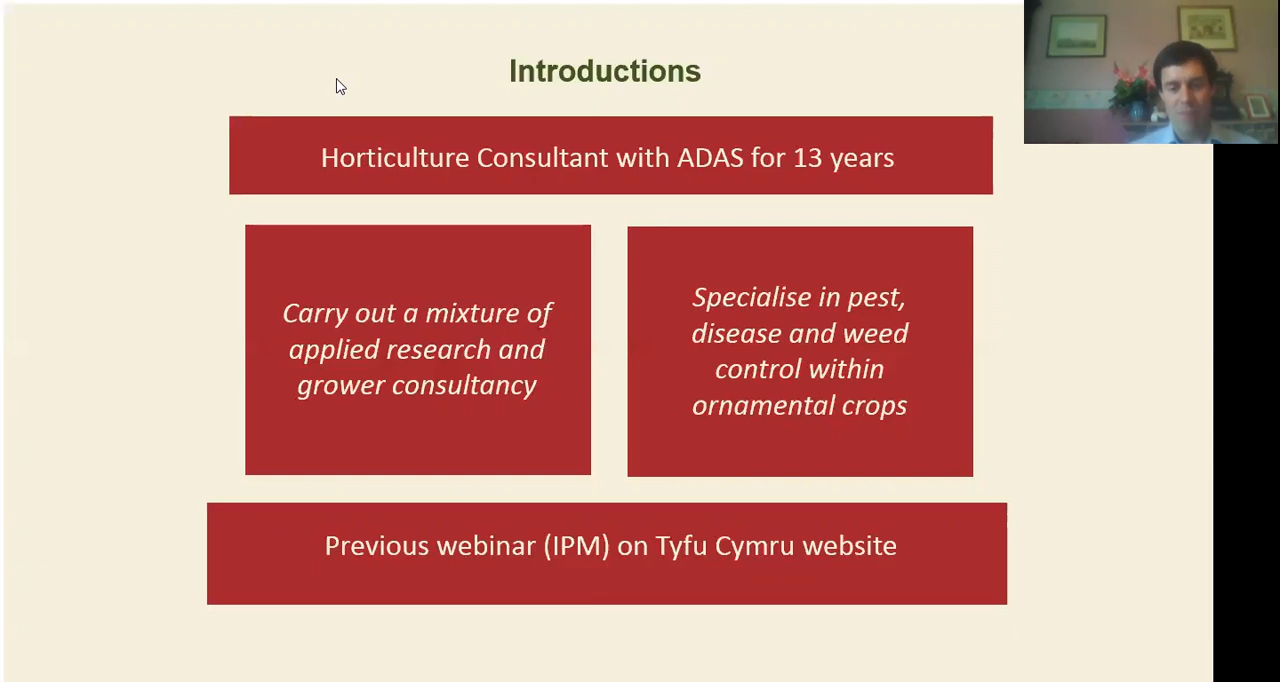 Introductions
Horticulture Consultant with ADAS for 13 years
Carry out a mixture of
applied research and
grower consultancy
Specialise in pest,
disease and weed
control within
ornamental crops
Previous webinar (IPM) on Tyfu Cymru website